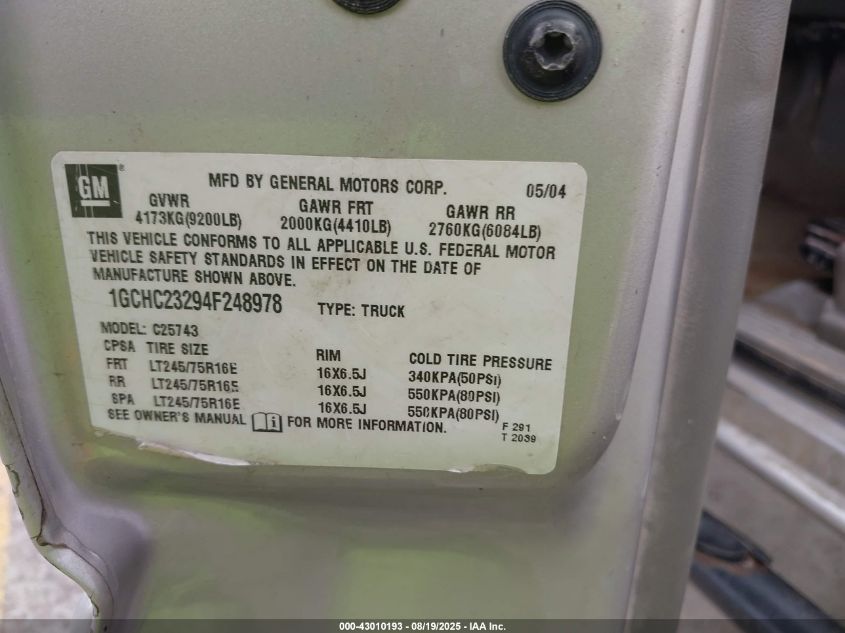 GM
®
MFD BY GENERAL MOTORS CORP. 05/04
GVWR GAWR FRT GAWR RR
4173KG(9200LB) 2000KG(4410LB) 2760KG(6084LB)
THIS VEHICLE CONFORMS TO ALL APPLICABLE U.S. FEDERAL MOTOR
VEHICLE SAFETY STANDARDS IN EFFECT ON THE DATE OF
MANUFACTURE SHOWN ABOVE.
1GCHC23294F248978 TYPE: TRUCK
MODEL: C25743
CPSA TIRE SIZE RIM COLD TIRE PRESSURE
FRT LT245/75R16E 16X6.5J 340KPA(50PSI)
RR LT245/75R16E 16X6.5J 550KPA(80PSI)
SPA LT245/75R16E 16X6.5J 550KPA(80PSI)
SEE OWNER'S MANUAL i FOR MORE INFORMATION.
F 291
T 2039
000-43010193 - 08/19/2025 - IAA Inc.